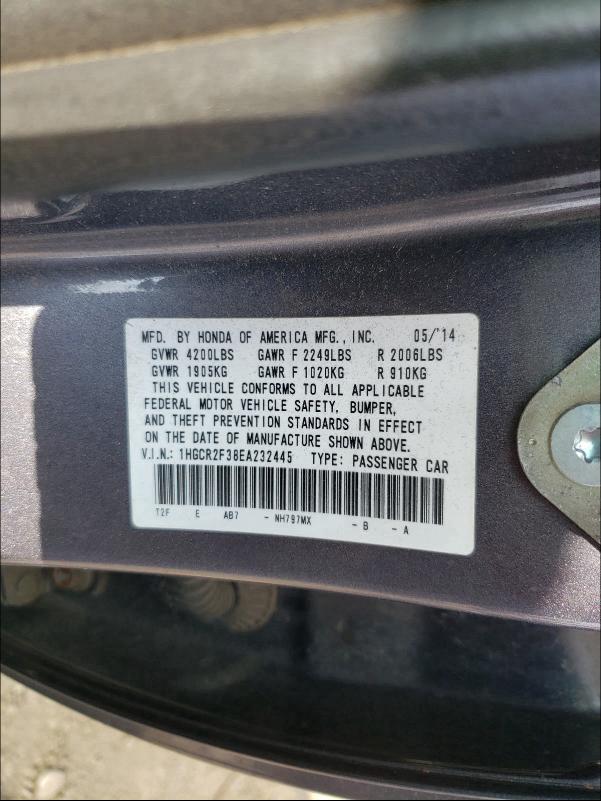 MFD. BY HONDA OF AMERICA MFG., INC. 05/'14
GVWR 4200LBS GAWR F 2249LBS R 2006LBS
GVWR 1905KG GAWR F 1020KG R 910KG
THIS VEHICLE CONFORMS TO ALL APPLICABLE
FEDERAL MOTOR VEHICLE SAFETY, BUMPER,
AND THEFT PREVENTION STANDARDS IN EFFECT
ON THE DATE OF MANUFACTURE SHOWN ABOVE.
V.I.N.: 1HGCR2F38EA232445 TYPE: PASSENGER CAR
T2F E AB7 - NH797MX - B - A